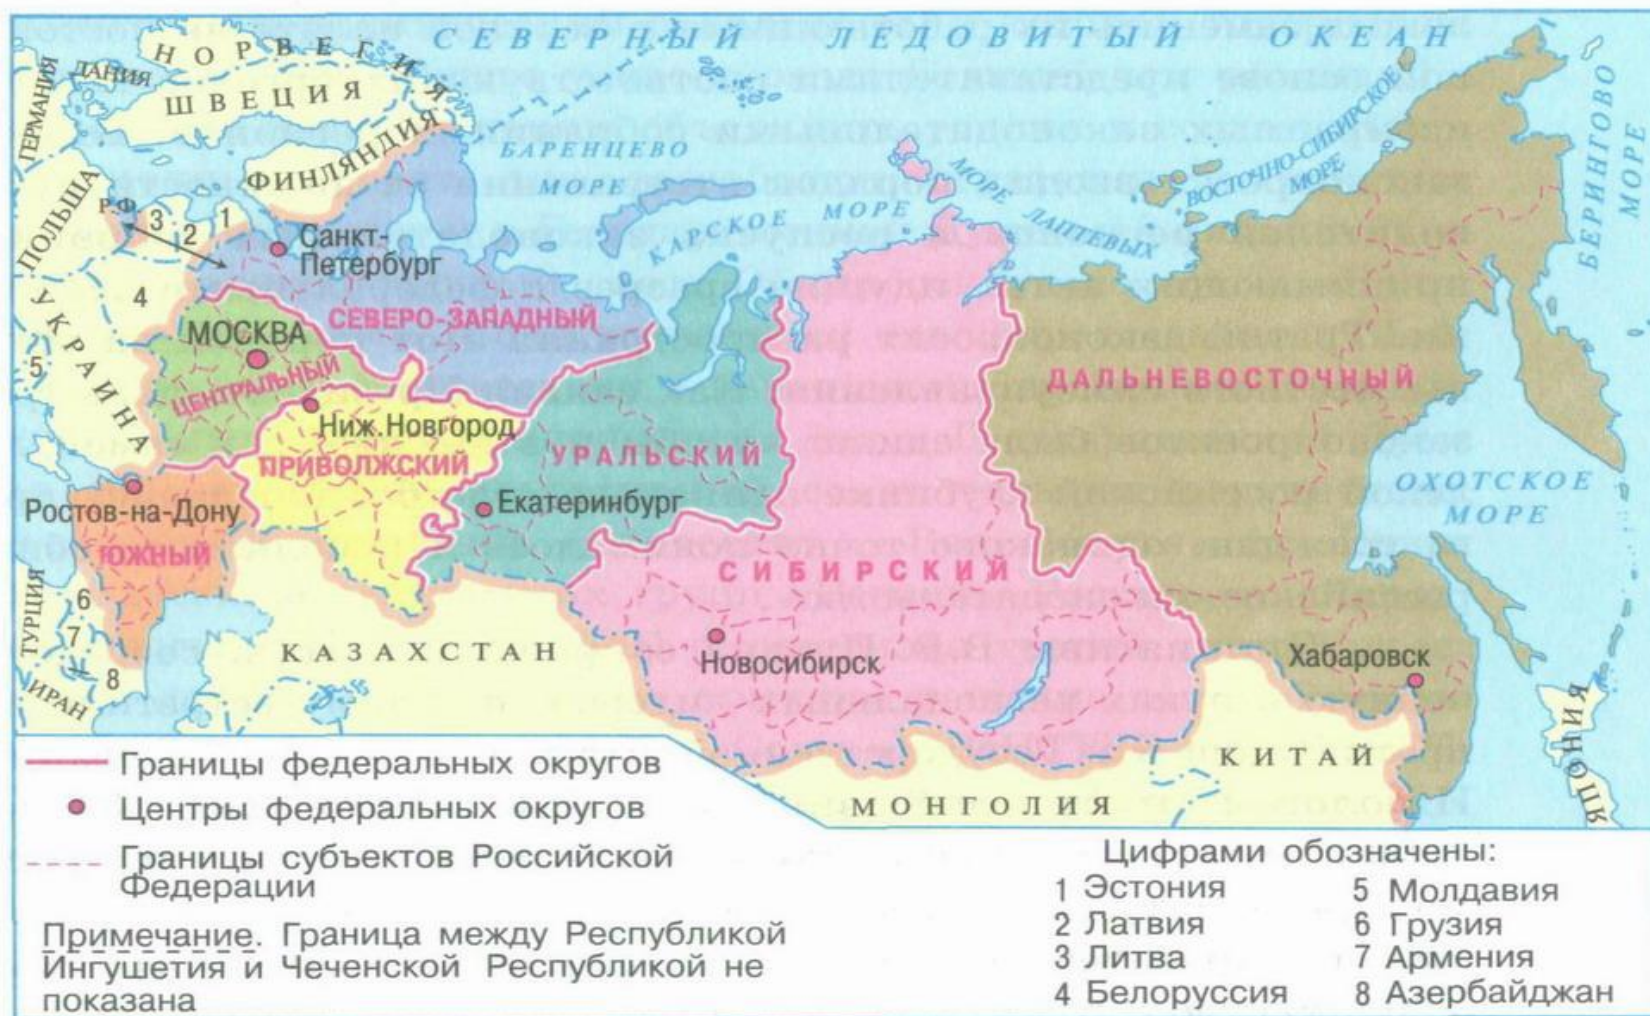 СЕВЕРНЫЙ ЛЕДОВИТЫЙ ОКЕАН
НОРВЕГИЯ
ДАНИЯ
ШВЕЦИЯ
ГЕРМАНИЯ
ФИНЛЯНДИЯ
ПОЛЬША
Р.Ф.
3
2
1
4
5
УКРАИНА
БАРЕНЦЕВО
МОРЕ
КАРСКОЕ МОРЕ
МОРЕ ЛАПТЕВЫХ
ВОСТОЧНО-СИБИРСКОЕ
МОРЕ
БЕРИНГОВО
МОРЕ
Санкт-
Петербург
СЕВЕРО-ЗАПАДНЫЙ
МОСКВА
ЦЕНТРАЛЬНЫЙ
Ниж.Новгород
ПРИВОЛЖСКИЙ
УРАЛЬСКИЙ
Екатеринбург
ДАЛЬНЕВОСТОЧНЫЙ
ОХОТСКОЕ
МОРЕ
Ростов-на-Дону
ЮЖНЫЙ
СИБИРСКИЙ
ТУРЦИЯ
6
7
8
ИРАН
КАЗАХСТАН
Новосибирск
Хабаровск
КИТАЙ
МОНГОЛИЯ
ЯПОНИЯ
Границы федеральных округов
Центры федеральных округов
Границы субъектов Российской
Федерации
Примечание. Граница между Республикой
Ингушетия и Чеченской Республикой не
показана
Цифрами обозначены:
1 Эстония
2 Латвия
3 Литва
4 Белоруссия
5 Молдавия
6 Грузия
7 Армения
8 Азербайджан